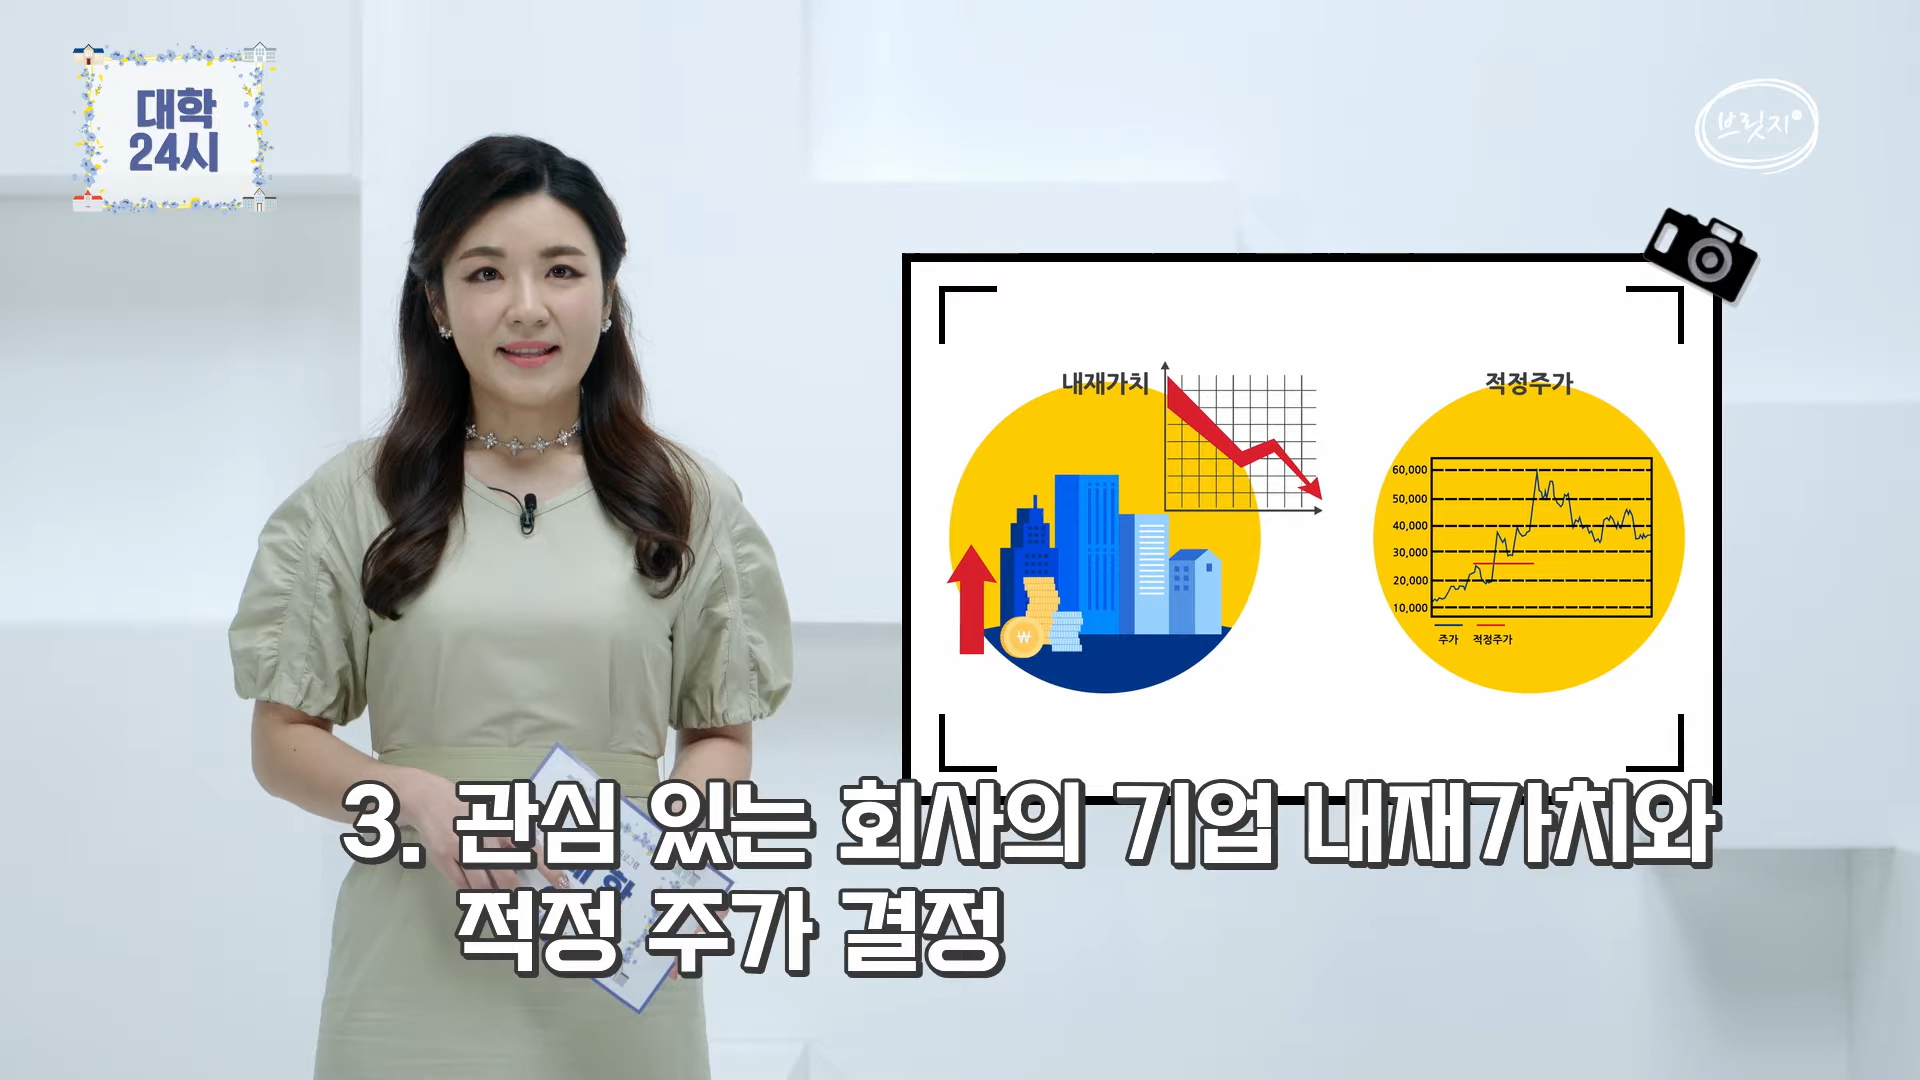 대학
24시
브릿지
내재가치
적정주가
60,000
50,000
40,000
30,000
20,000
10,000
주가 적정주가
₩
3. 관심 있는 회사의 기업 내재가치와
적정 주가 결정